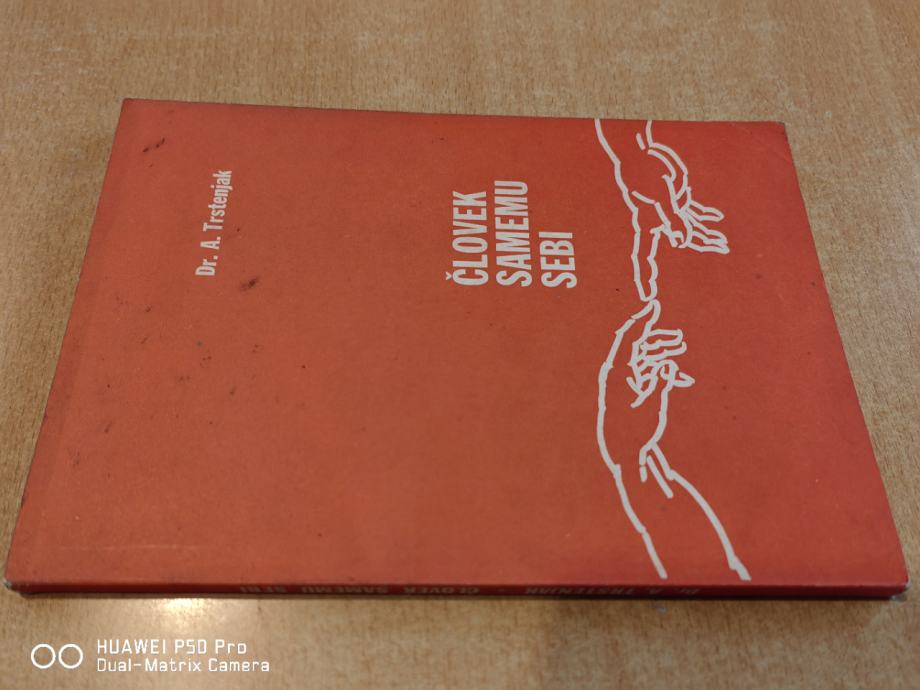 Dr. A. Trstenjak
ČLOVEK
SAMEMU
SEBI
Dr. A. TRSTENJAK - ČLOVEK SAMEMU SEBI
HUAWEI P50 Pro
Dual-Matrix Camera